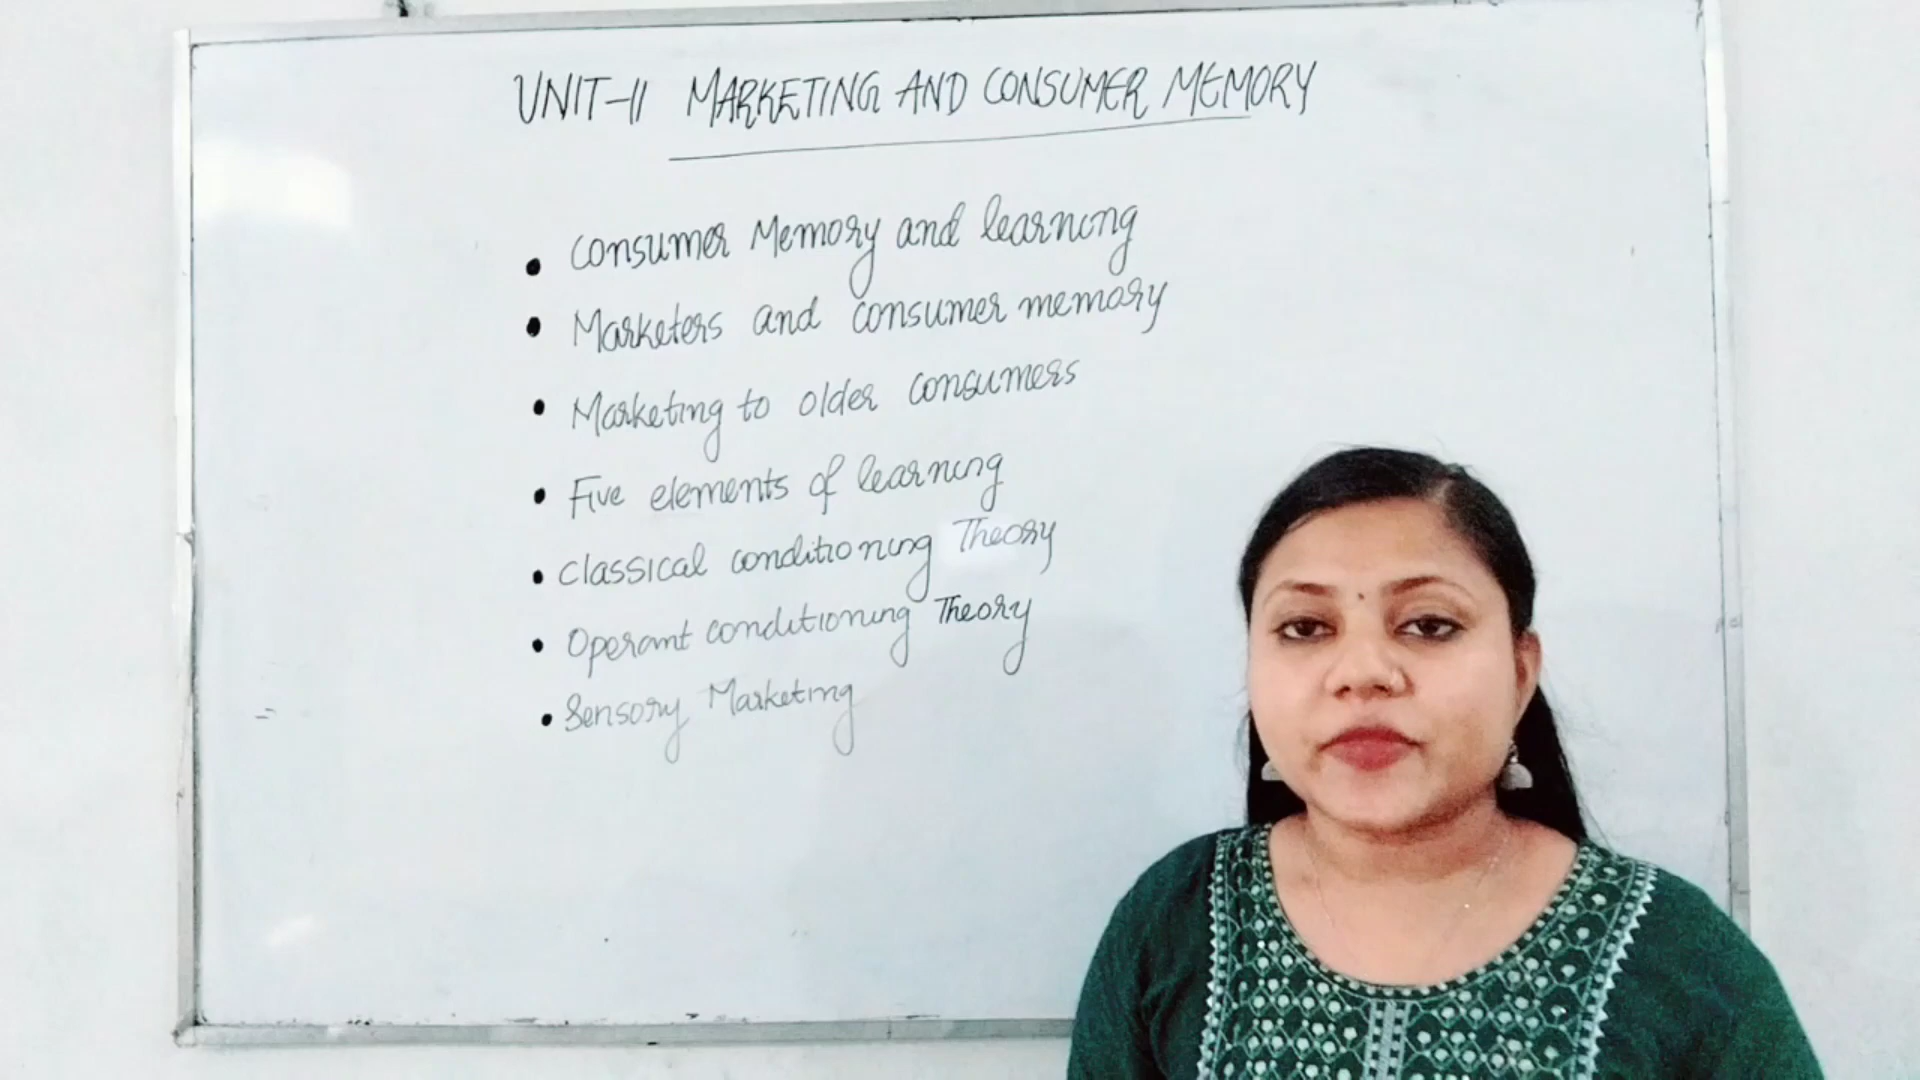 UNIT-II MARKETING AND CONSUMER MEMORY
• Consumer Memory and learning
• Marketers and consumer memory
• Marketing to older consumers
• Five elements of learning
• Classical conditioning Theory
• Operant conditioning Theory
• Sensory Marketing